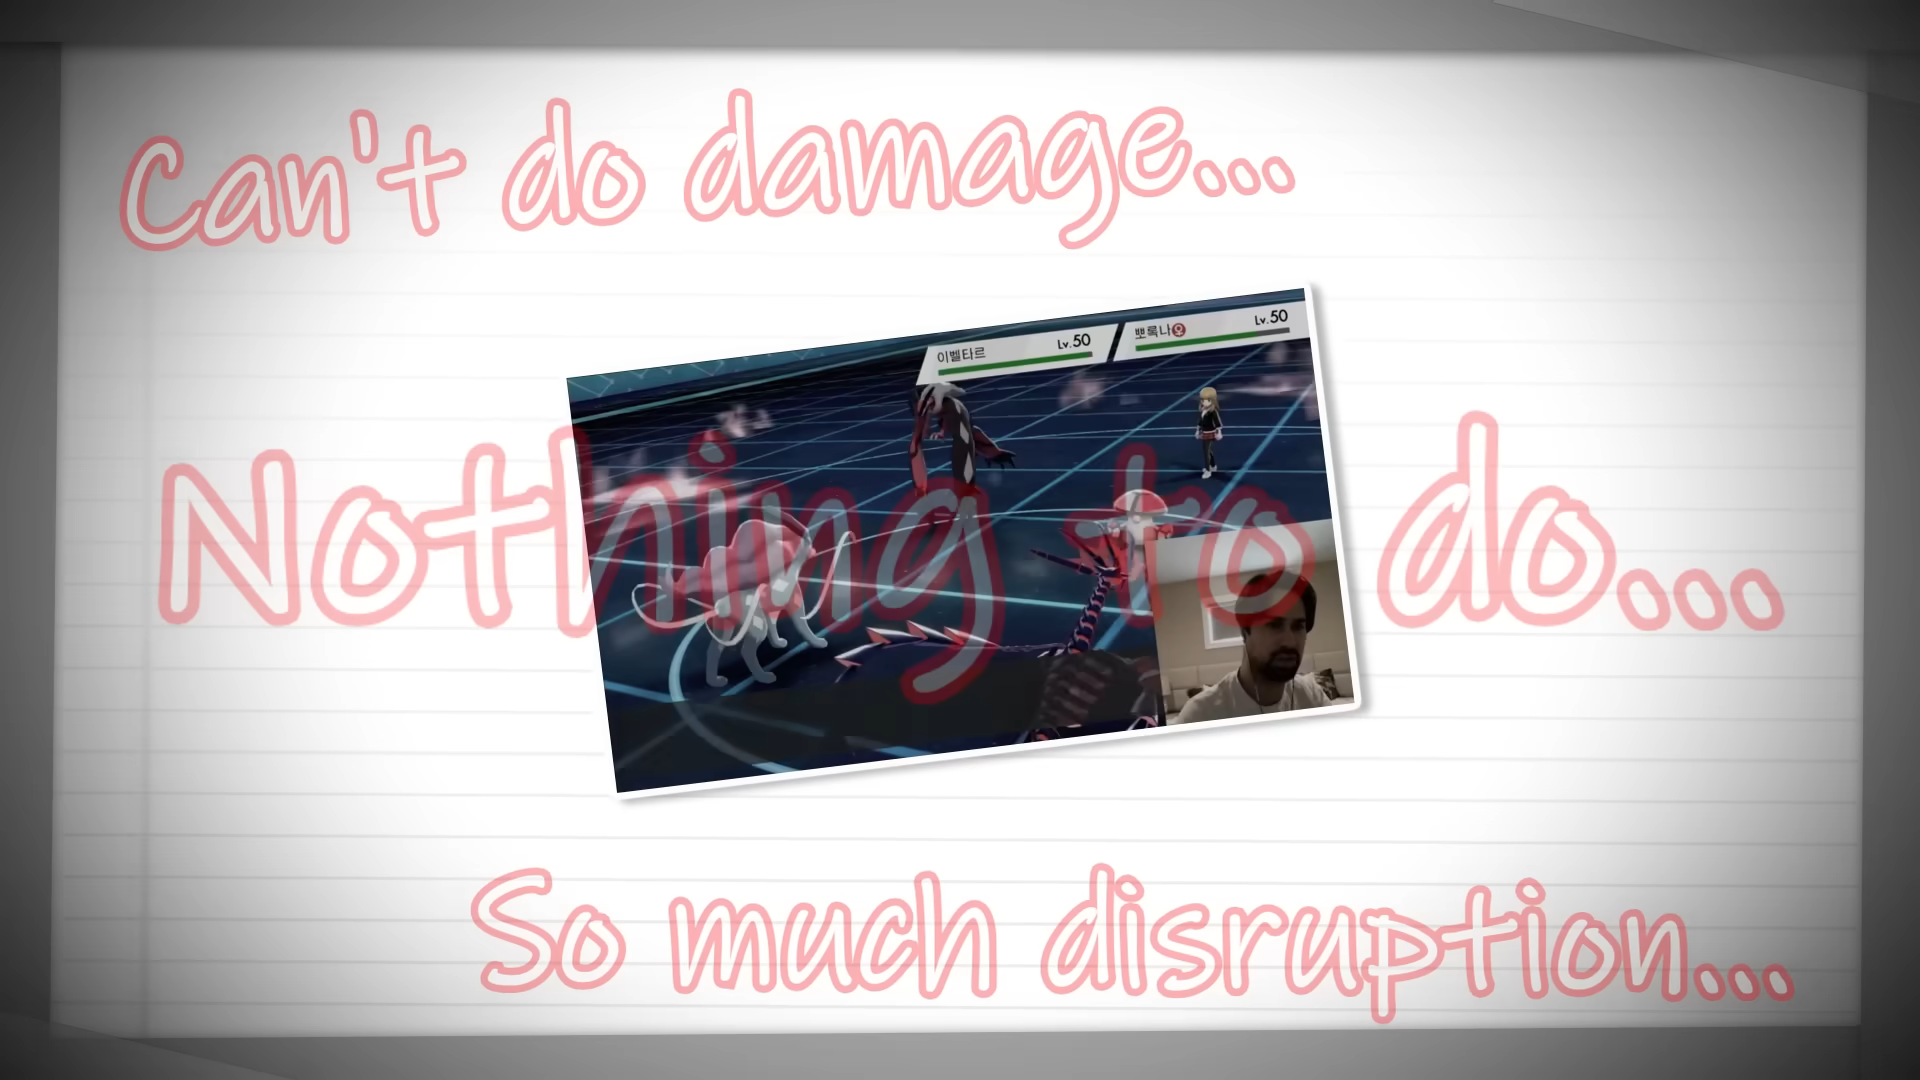 Can't do damage...
이벨타르 Lv.50
뽀록나 Lv.50
Nothing to do...
So much disruption...